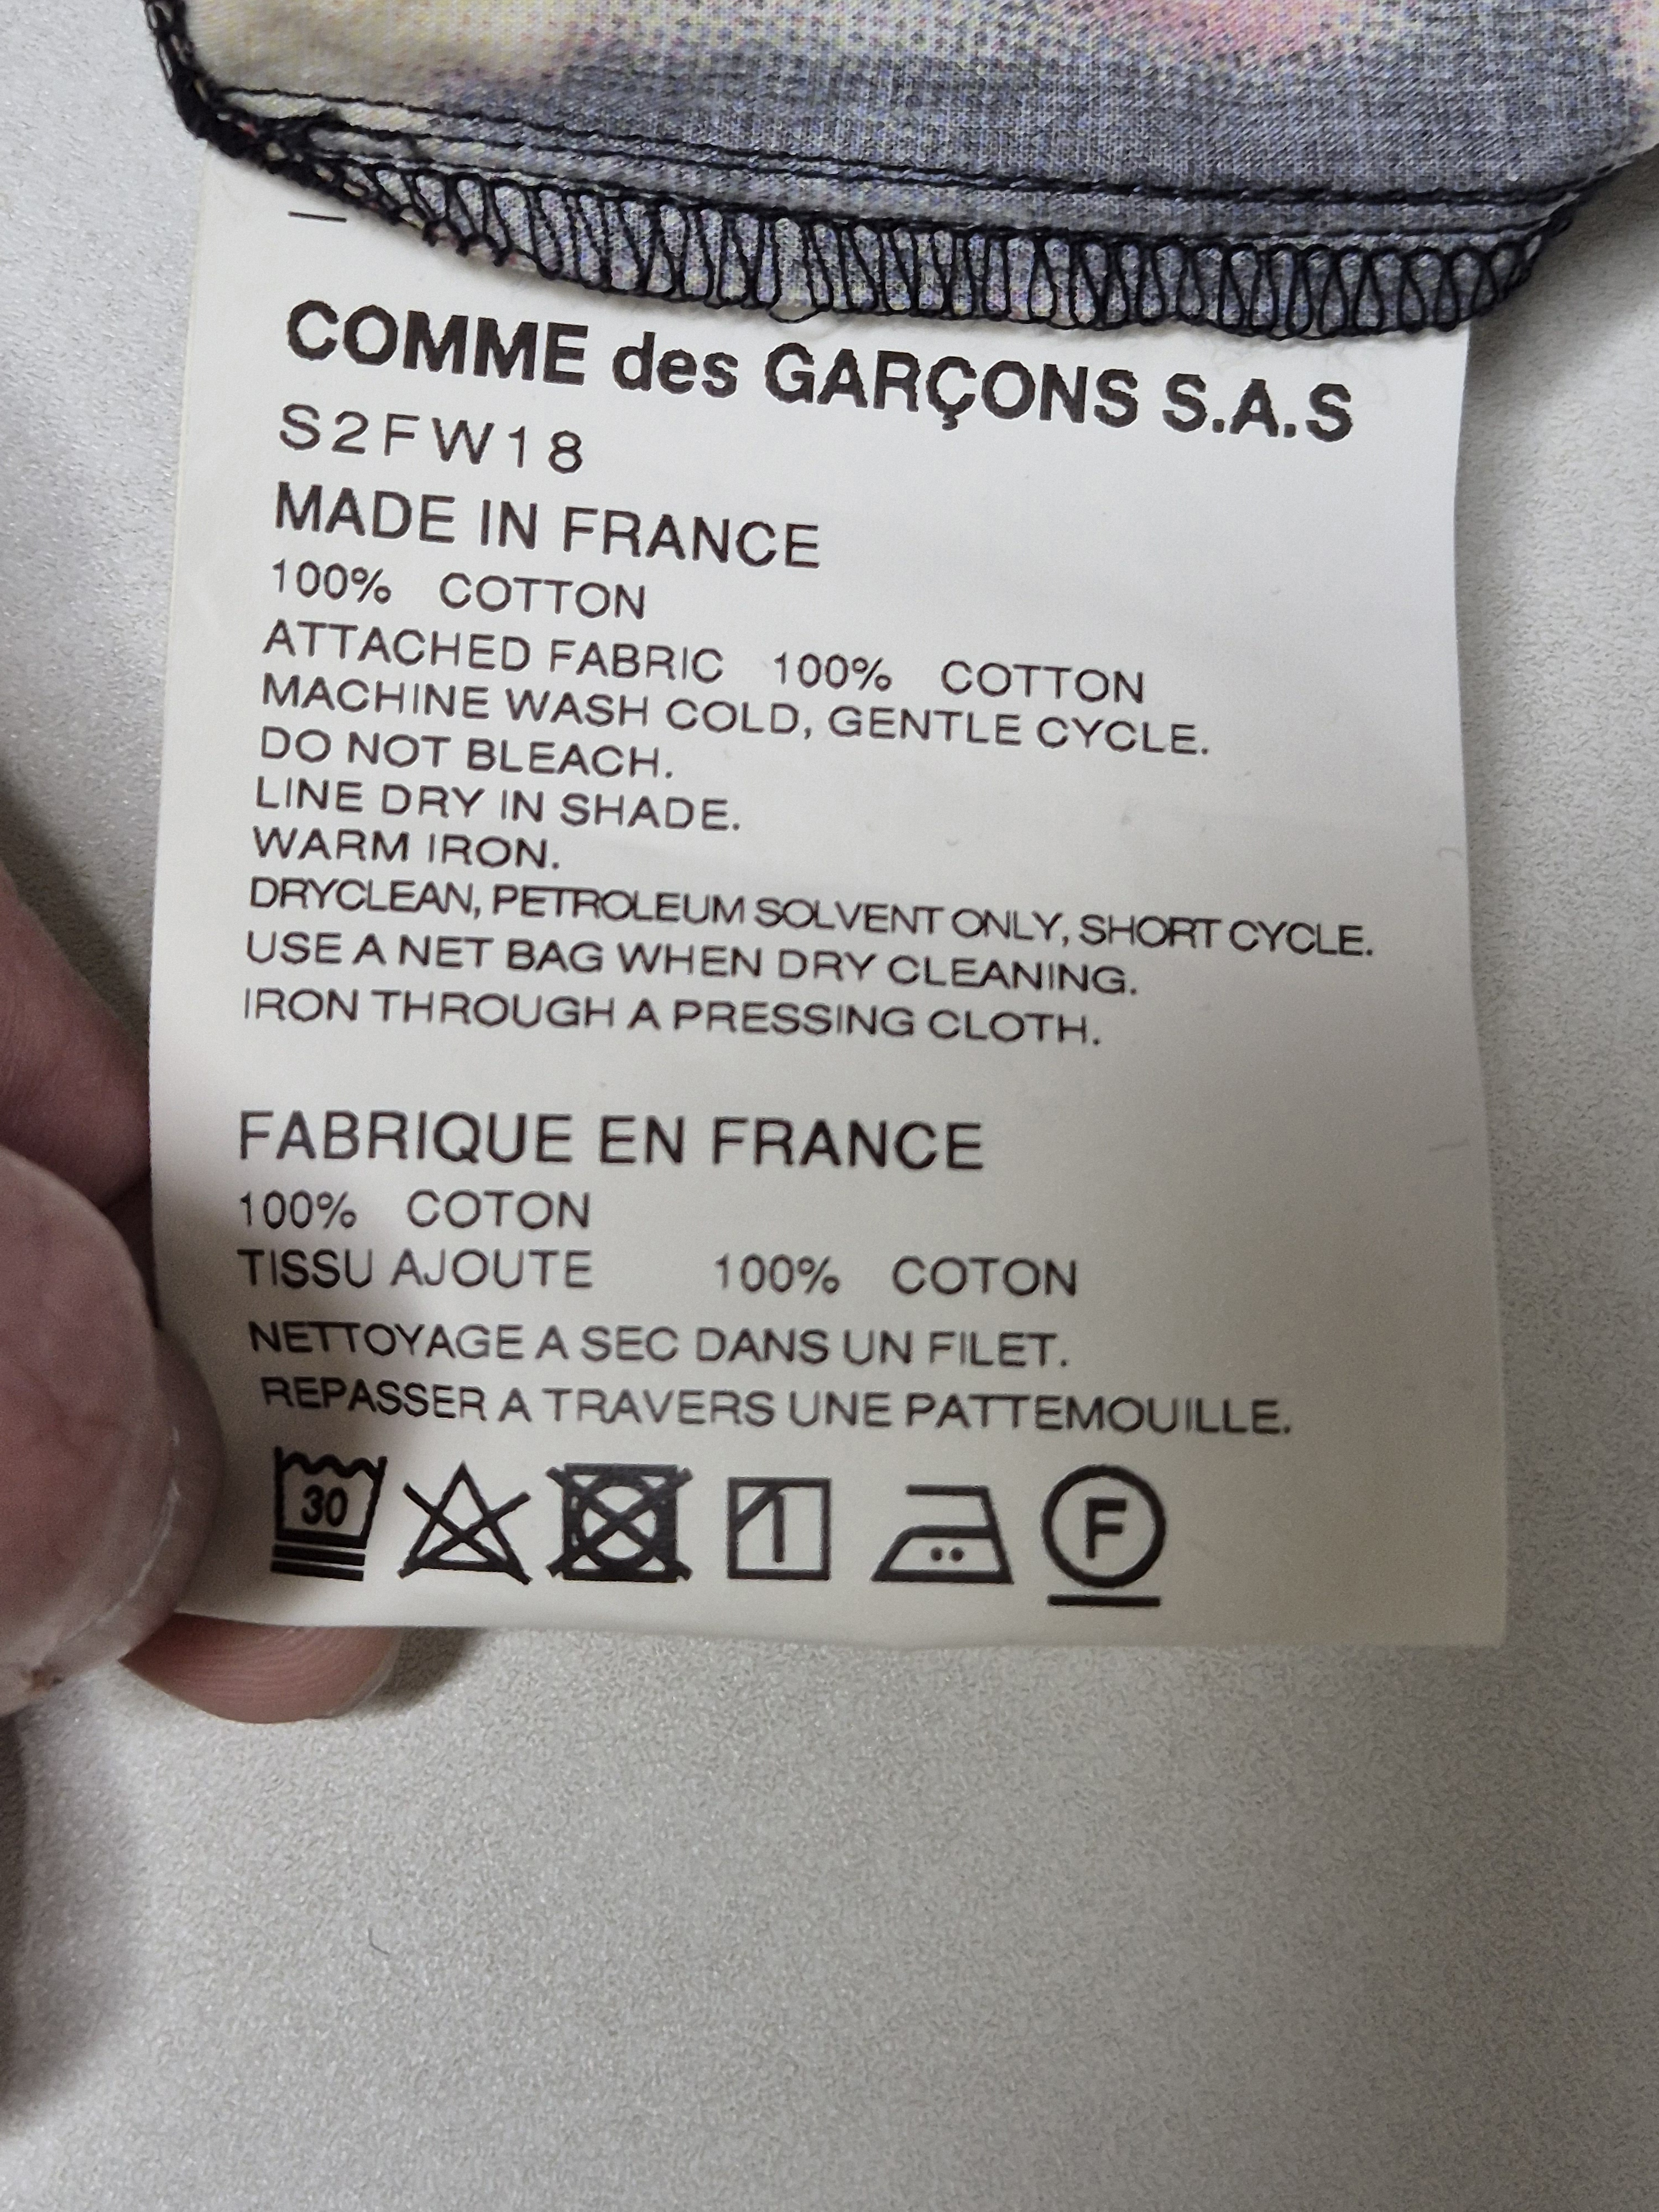 COMME des GARÇONS S.A.S
S2FW18
MADE IN FRANCE
100% COTTON
ATTACHED FABRIC 100% COTTON
MACHINE WASH COLD, GENTLE CYCLE.
DO NOT BLEACH.
LINE DRY IN SHADE.
WARM IRON.
DRYCLEAN, PETROLEUM SOLVENT ONLY, SHORT CYCLE.
USE A NET BAG WHEN DRY CLEANING.
IRON THROUGH A PRESSING CLOTH.
FABRIQUE EN FRANCE
100% COTON
TISSU AJOUTE 100% COTON
NETTOYAGE A SEC DANS UN FILET.
REPASSER A TRAVERS UNE PATTEMOUILLE.
30 F